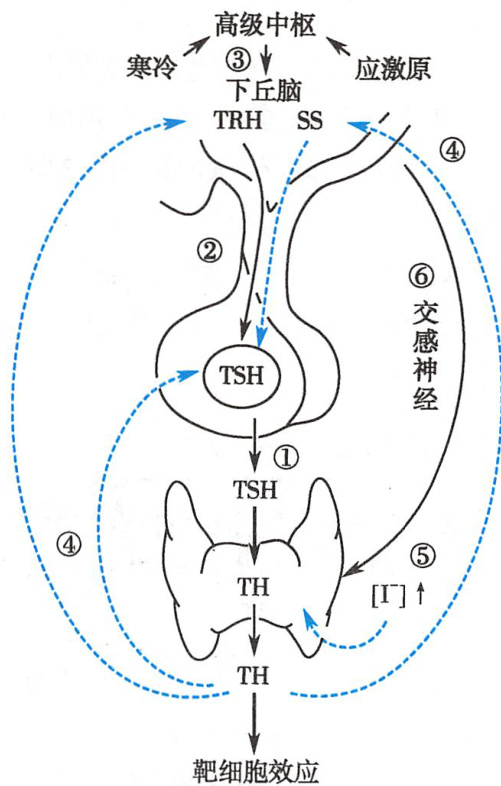 高级中枢
寒冷 ③ 应激原
下丘脑
TRH SS
④
②
⑥
交感神经
TSH
①
TSH
④
⑤
[I⁻]↑
TH
TH
靶细胞效应